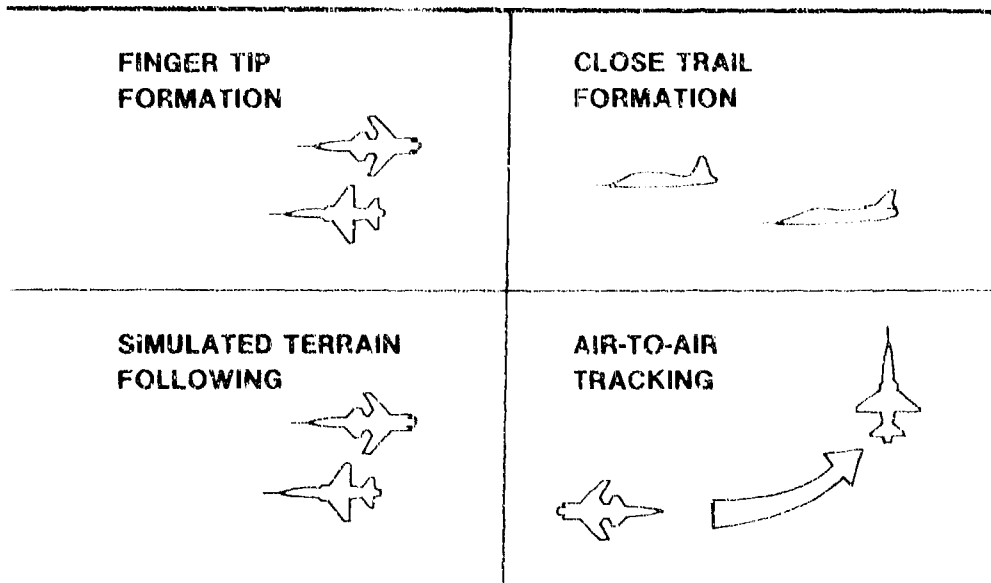 FINGER TIP
FORMATION
CLOSE TRAIL
FORMATION
SIMULATED TERRAIN
FOLLOWING
AIR-TO-AIR
TRACKING